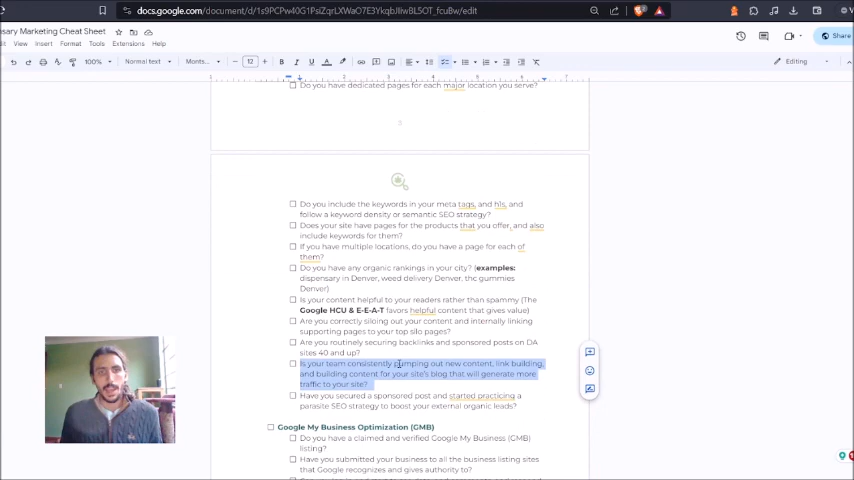 docs.google.com/document/d/1s9PCPw40G1PsiZqrLXWaO7E3YkqbJliwBL5OT_fcuBw/edit
sary Marketing Cheat Sheet
View Insert Format Tools Extensions Help
Share
100% Normal text Monts... 12 B I U A Editing
1 1 2 3 4 5 6 7
Do you have dedicated pages for each major location you serve?
Do you include the keywords in your meta tags, and h1s, and
follow a keyword density or semantic SEO strategy?
Does your site have pages for the products that you offer, and also
include keywords for them?
If you have multiple locations, do you have a page for each of
them?
Do you have any organic rankings in your city? (examples:
dispensary in Denver, weed delivery Denver, thc gummies
Denver)
Is your content helpful to your readers rather than spammy (The
Google HCU & E-E-A-T favors helpful content that gives value)
Are you correctly siloing out your content and internally linking
supporting pages to your top silo pages?
Are you routinely securing backlinks and sponsored posts on DA
sites 40 and up?
Is your team consistently pumping out new content, link building,
and building content for your site's blog that will generate more
traffic to your site?
Have you secured a sponsored post and started practicing a
parasite SEO strategy to boost your external organic leads?
Google My Business Optimization (GMB)
Do you have a claimed and verified Google My Business (GMB)
listing?
Have you submitted your business to all the business listing sites
that Google recognizes and gives authority to?